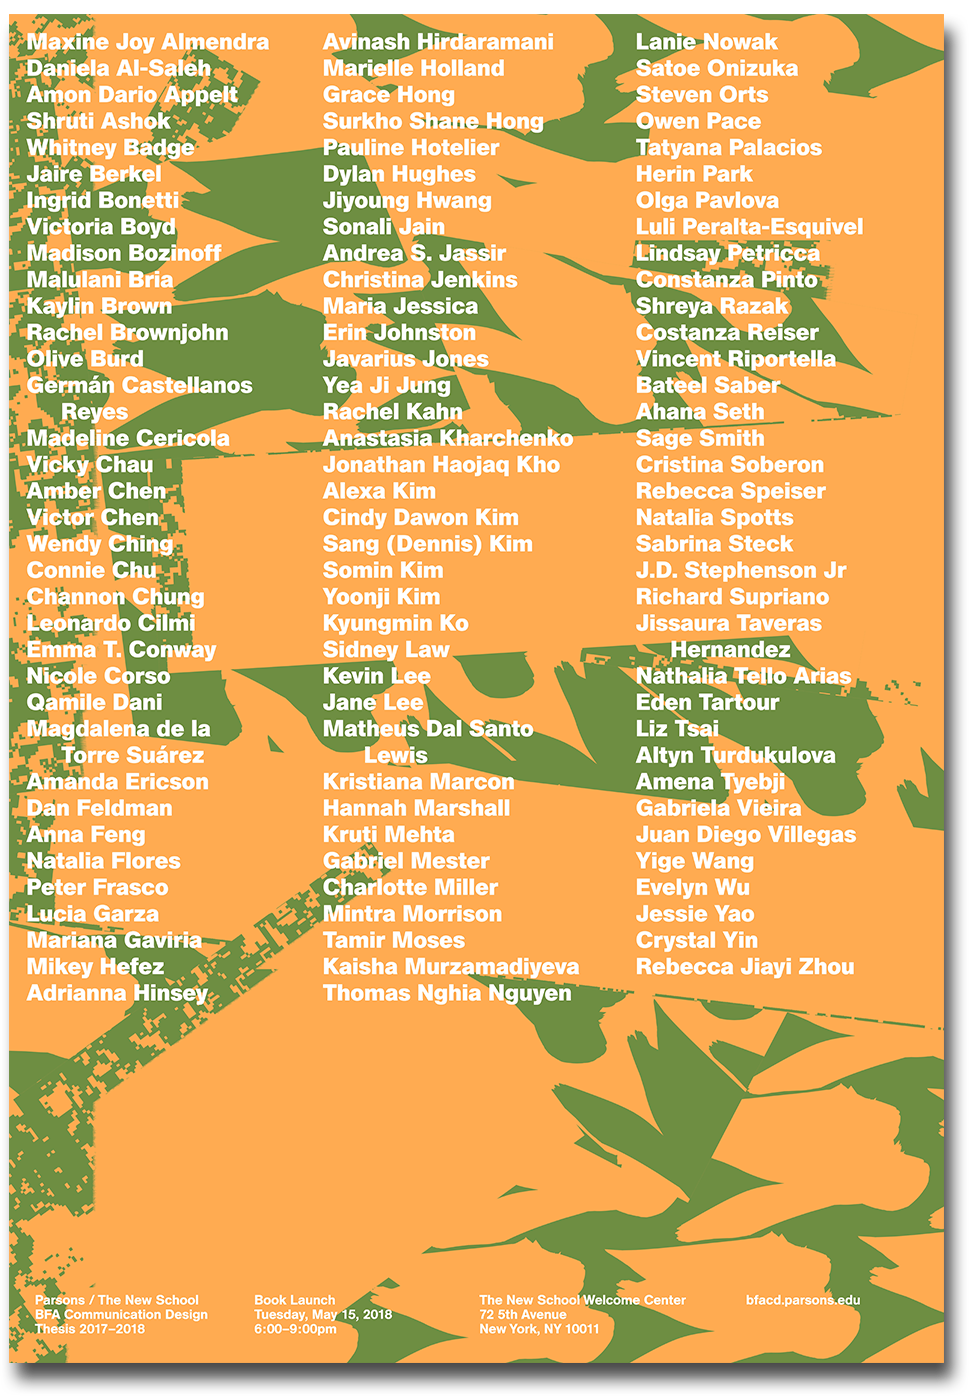 Maxine Joy Almendra
Daniela Al-Saleh
Amon Dario Appelt
Shruti Ashok
Whitney Badge
Jaire Berkel
Ingrid Bonetti
Victoria Boyd
Madison Bozinoff
Malulani Bria
Kaylin Brown
Rachel Brownjohn
Olive Burd
Germán Castellanos
Reyes
Madeline Cericola
Vicky Chau
Amber Chen
Victor Chen
Wendy Ching
Connie Chu
Channon Chung
Leonardo Cilmi
Emma T. Conway
Nicole Corso
Qamile Dani
Magdalena de la
Torre Suárez
Amanda Ericson
Dan Feldman
Anna Feng
Natalia Flores
Peter Frasco
Lucia Garza
Mariana Gaviria
Mikey Hefez
Adrianna Hinsey
Avinash Hirdaramani
Marielle Holland
Grace Hong
Surkho Shane Hong
Pauline Hotelier
Dylan Hughes
Jiyoung Hwang
Sonali Jain
Andrea S. Jassir
Christina Jenkins
Maria Jessica
Erin Johnston
Javarius Jones
Yea Ji Jung
Rachel Kahn
Anastasia Kharchenko
Jonathan Haojaq Kho
Alexa Kim
Cindy Dawon Kim
Sang (Dennis) Kim
Somin Kim
Yoonji Kim
Kyungmin Ko
Sidney Law
Kevin Lee
Jane Lee
Matheus Dal Santo
Lewis
Kristiana Marcon
Hannah Marshall
Kruti Mehta
Gabriel Mester
Charlotte Miller
Mintra Morrison
Tamir Moses
Kaisha Murzamadiyeva
Thomas Nghia Nguyen
Lanie Nowak
Satoe Onizuka
Steven Orts
Owen Pace
Tatyana Palacios
Herin Park
Olga Pavlova
Luli Peralta-Esquivel
Lindsay Petricca
Constanza Pinto
Shreya Razak
Costanza Reiser
Vincent Riportella
Bateel Saber
Ahana Seth
Sage Smith
Cristina Soberon
Rebecca Speiser
Natalia Spotts
Sabrina Steck
J.D. Stephenson Jr
Richard Supriano
Jissaura Taveras
Hernandez
Nathalia Tello Arias
Eden Tartour
Liz Tsai
Altyn Turdukulova
Amena Tyebji
Gabriela Vieira
Juan Diego Villegas
Yige Wang
Evelyn Wu
Jessie Yao
Crystal Yin
Rebecca Jiayi Zhou
Parsons / The New School
BFA Communication Design
Thesis 2017–2018
Book Launch
Tuesday, May 15, 2018
6:00–9:00pm
The New School Welcome Center
72 5th Avenue
New York, NY 10011
bfacd.parsons.edu